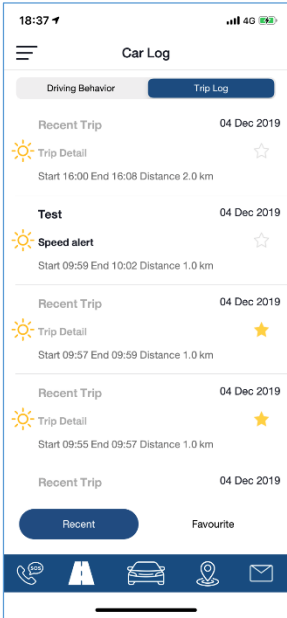 18:37 4G
Car Log
Driving Behavior Trip Log
Recent Trip 04 Dec 2019
Trip Detail
Start 16:00 End 16:08 Distance 2.0 km
Test 04 Dec 2019
Speed alert
Start 09:59 End 10:02 Distance 1.0 km
Recent Trip 04 Dec 2019
Trip Detail
Start 09:57 End 09:59 Distance 1.0 km
Recent Trip 04 Dec 2019
Trip Detail
Start 09:55 End 09:57 Distance 1.0 km
Recent Trip 04 Dec 2019
Recent Favourite
SOS